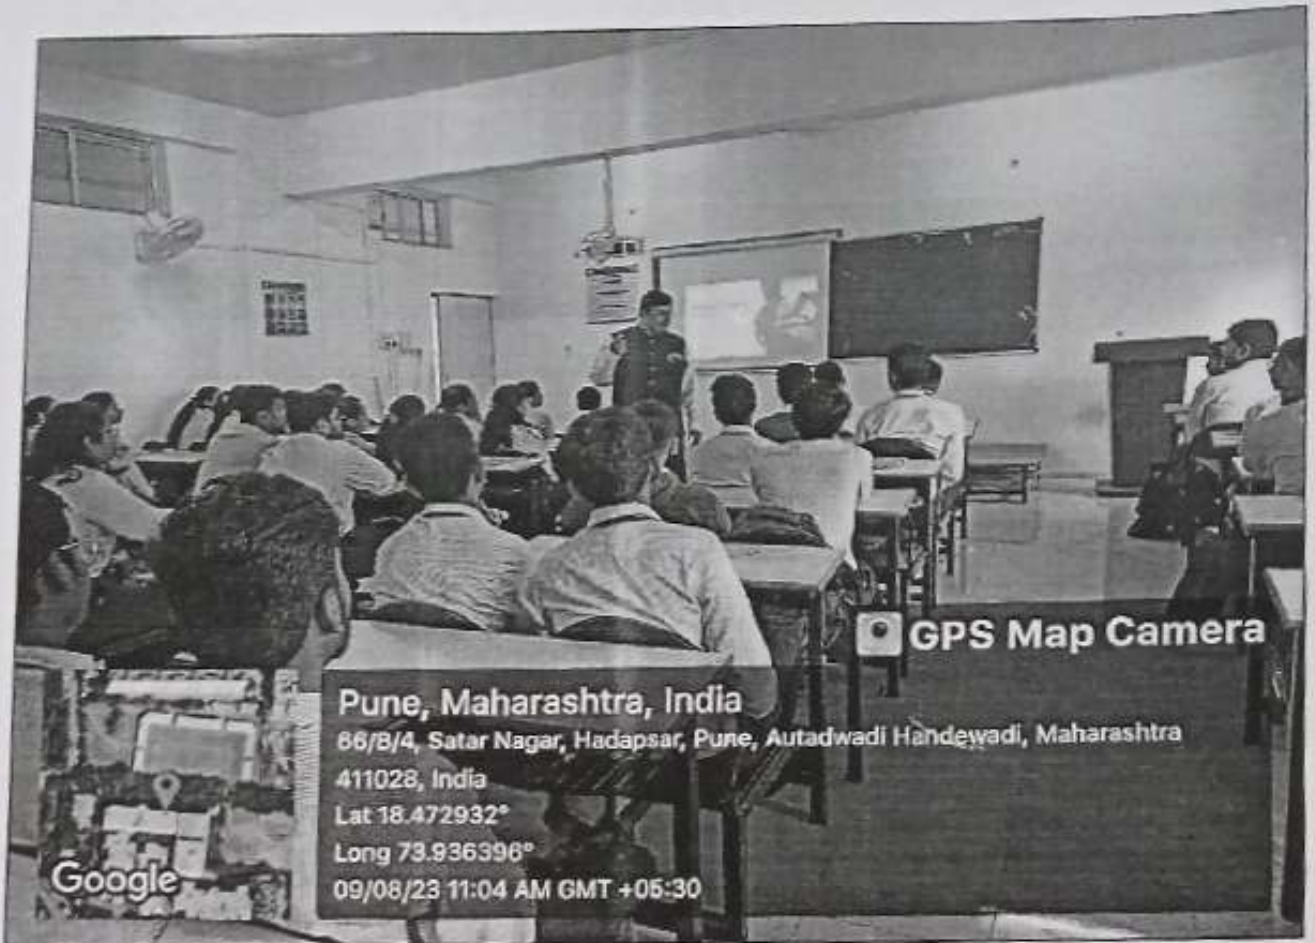 GPS Map Camera
Pune, Maharashtra, India
66/B/4, Satar Nagar, Hadapsar, Pune, Autadwadi Handewadi, Maharashtra
411028, India
Lat 18.472932°
Long 73.936396°
09/08/23 11:04 AM GMT +05:30
Google